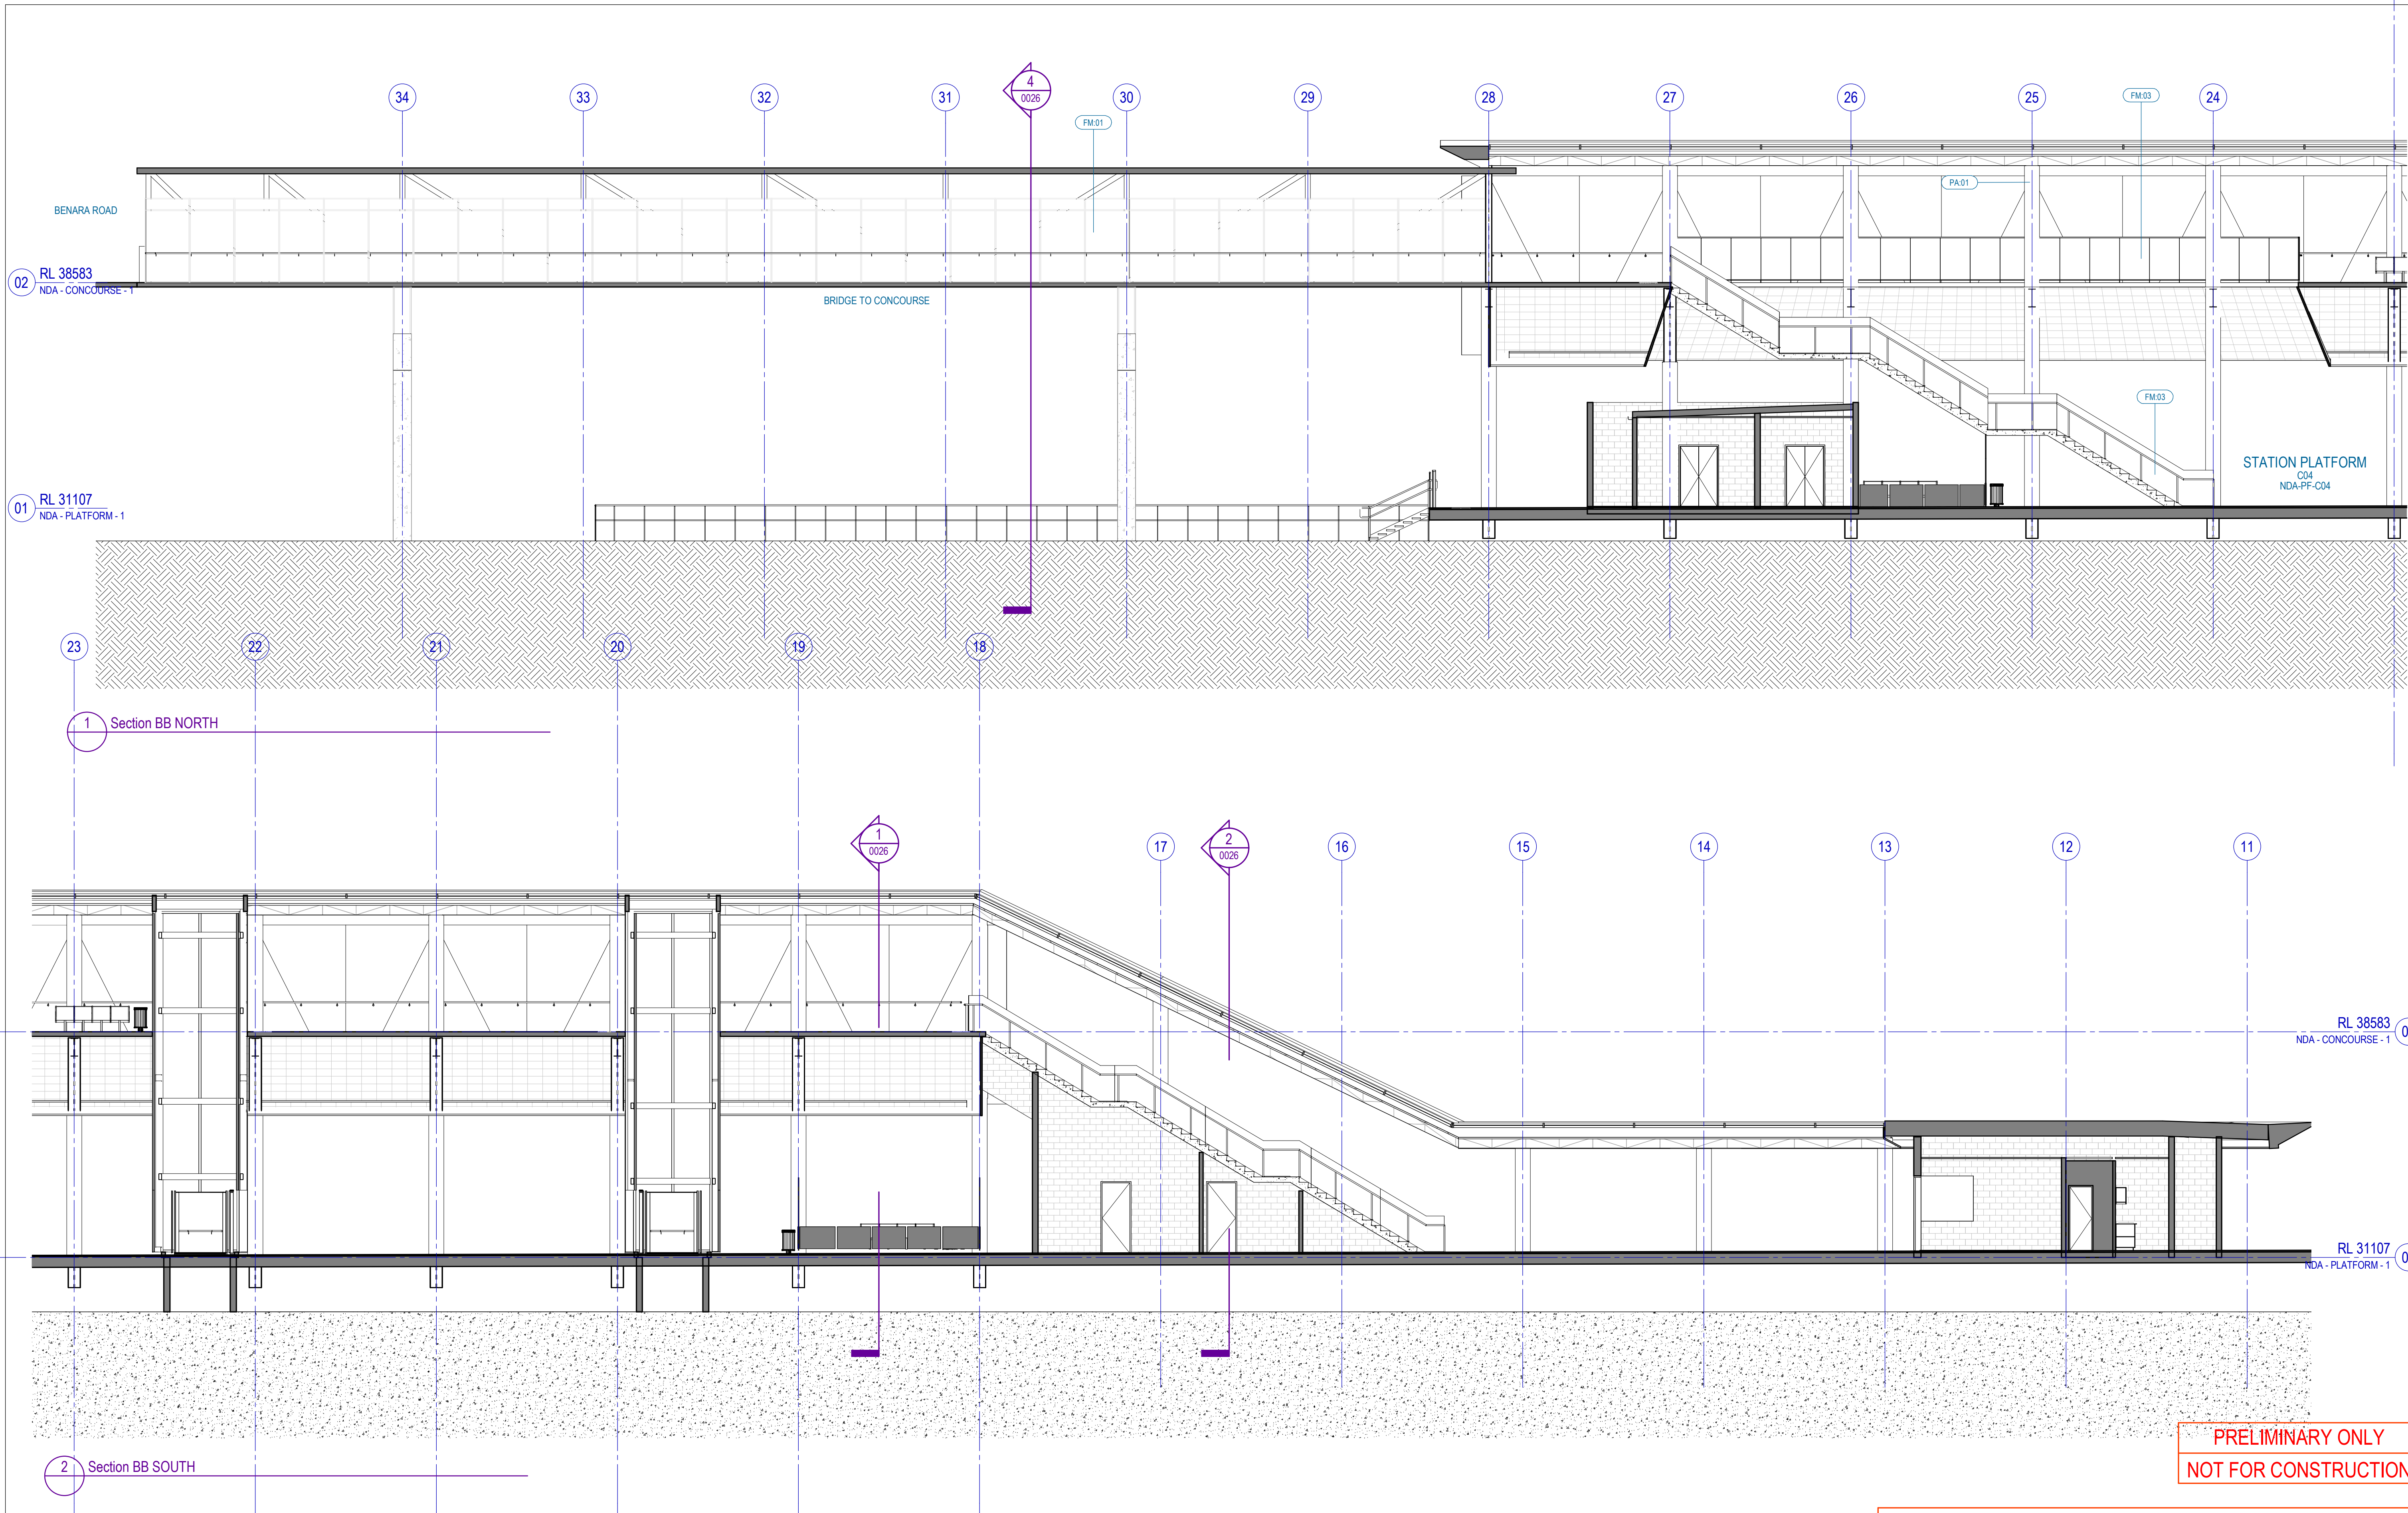 34
33
32
31
4
0026
30
29
28
27
26
25
24
FM:01
FM:03
PA:01
BENARA ROAD
02
RL 38583
NDA - CONCOURSE - 1
BRIDGE TO CONCOURSE
FM:03
STATION PLATFORM
C04
NDA-PF-C04
01
RL 31107
NDA - PLATFORM - 1
23
22
21
20
19
18
1
Section BB NORTH
1
0026
17
2
0026
16
15
14
13
12
11
RL 38583
NDA - CONCOURSE - 1
RL 31107
NDA - PLATFORM - 1
PRELIMINARY ONLY
NOT FOR CONSTRUCTION
2
Section BB SOUTH